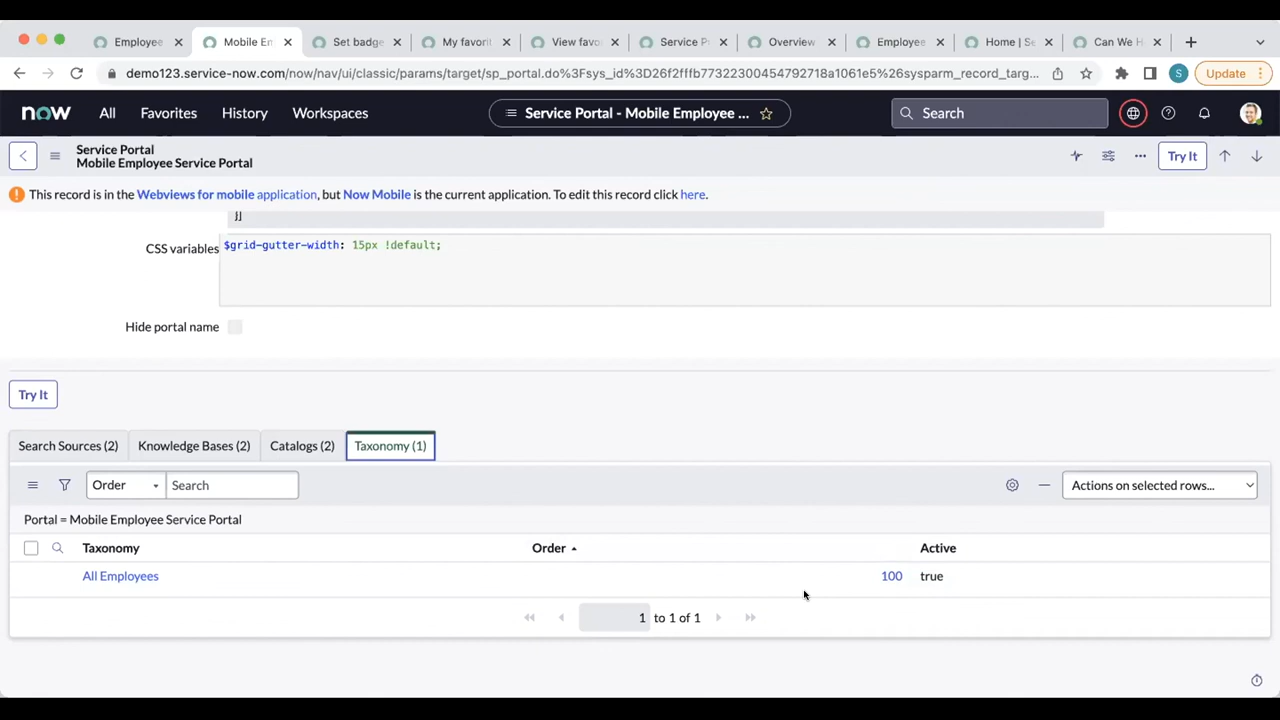 Employee
Mobile En
Set badge
My favorit
View favo
Service P
Overview
Employee
Home | Se
Can We H
demo123.service-now.com/now/nav/ui/classic/params/target/sp_portal.do%3Fsys_id%3D26f2fffb77322300454792718a1061e5%26sysparm_record_targ...
S
Update
now
All
Favorites
History
Workspaces
Service Portal - Mobile Employee ...
Search
Service Portal
Mobile Employee Service Portal
Try It
This record is in the Webviews for mobile application, but Now Mobile is the current application. To edit this record click here.
}]
CSS variables
$grid-gutter-width: 15px !default;
Hide portal name
Try It
Search Sources (2)
Knowledge Bases (2)
Catalogs (2)
Taxonomy (1)
Order
Search
Actions on selected rows...
Portal = Mobile Employee Service Portal
Taxonomy
Order
Active
All Employees
100
true
1 to 1 of 1